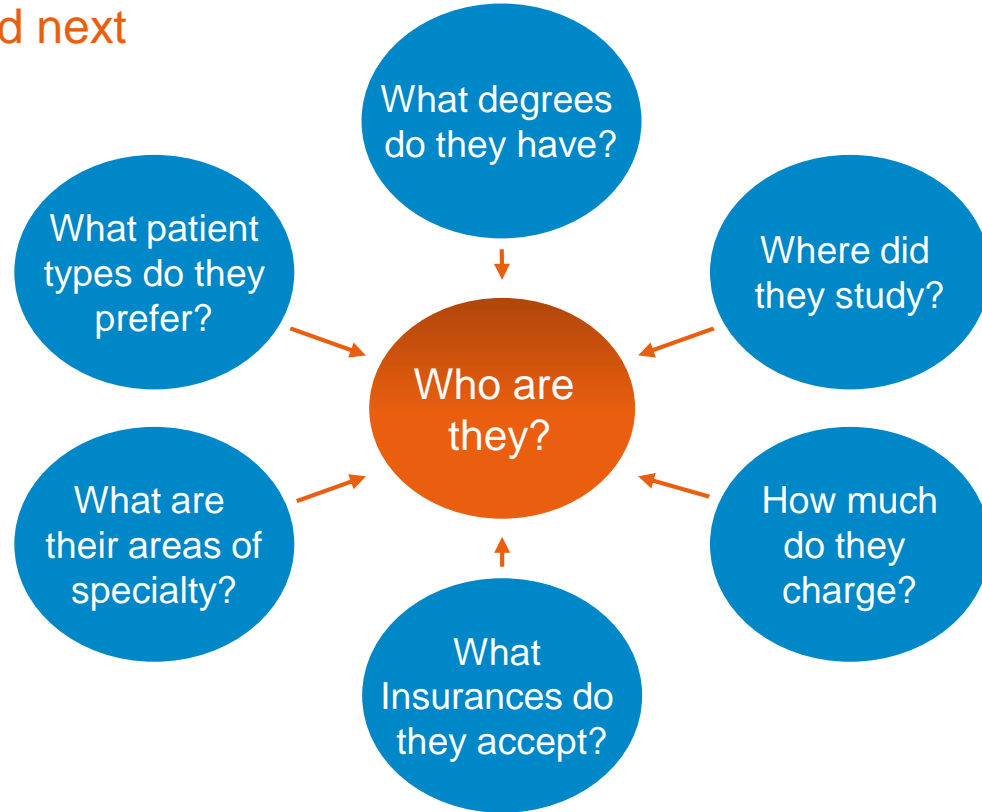 d next
What degrees
do they have?
What patient
types do they
prefer?
Where did
they study?
Who are
they?
What are
their areas of
specialty?
How much
do they
charge?
What
Insurances do
they accept?